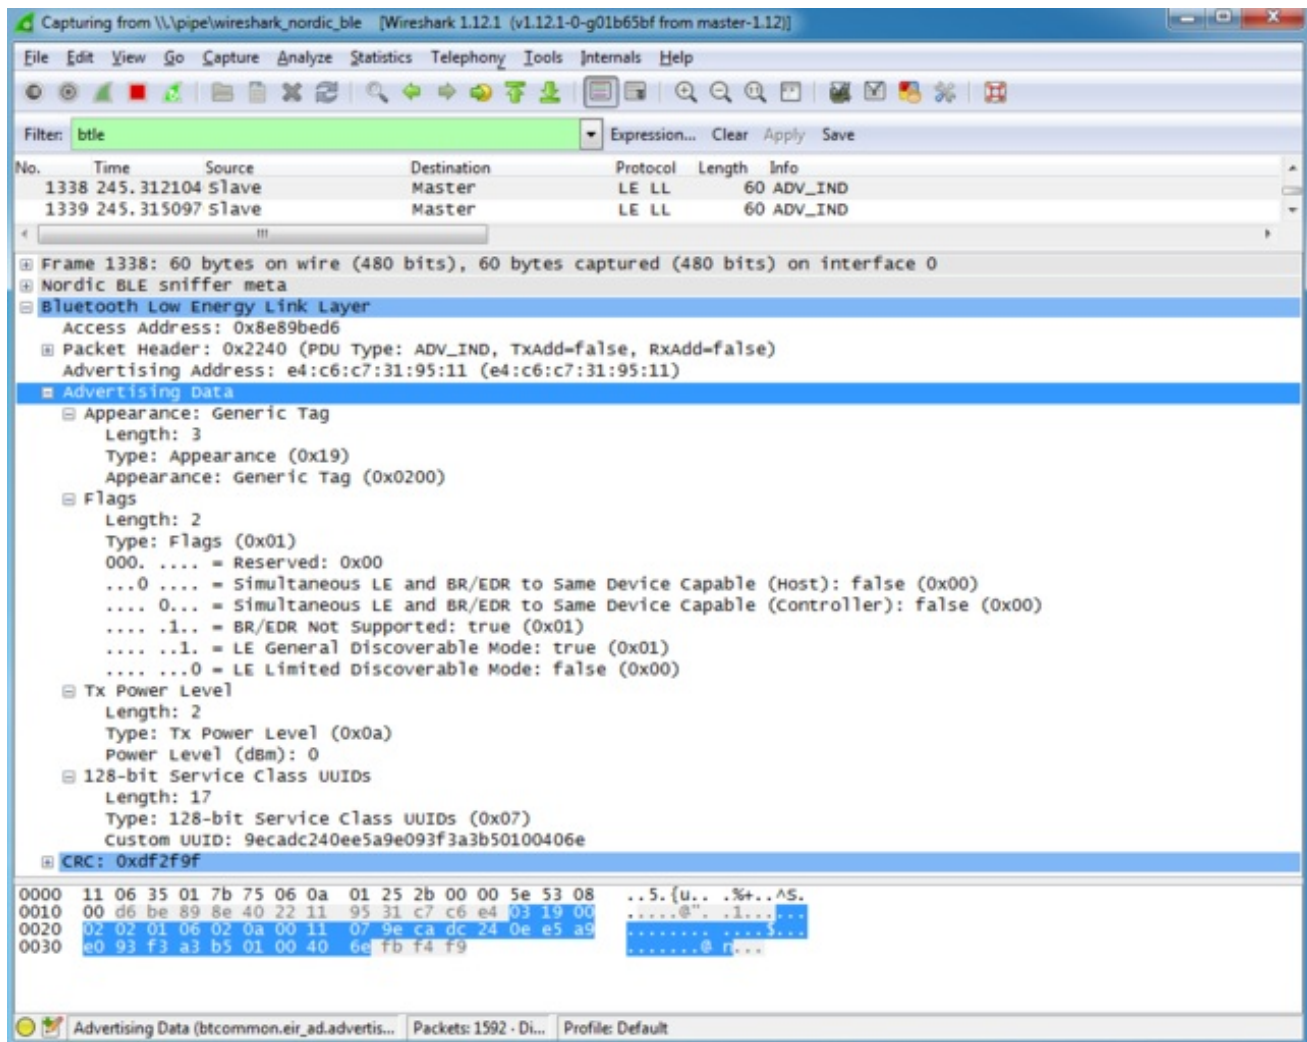 Capturing from \\.\pipe\wireshark_nordic_ble [Wireshark 1.12.1 (v1.12.1-0-g01b65bf from master-1.12)]
File Edit View Go Capture Analyze Statistics Telephony Tools Internals Help
Filter: btle Expression... Clear Apply Save
No. Time Source Destination Protocol Length Info
1338 245.312104 Slave Master LE LL 60 ADV_IND
1339 245.315097 Slave Master LE LL 60 ADV_IND
Frame 1338: 60 bytes on wire (480 bits), 60 bytes captured (480 bits) on interface 0
Nordic BLE sniffer meta
Bluetooth Low Energy Link Layer
Access Address: 0x8e89bed6
Packet Header: 0x2240 (PDU Type: ADV_IND, TxAdd=false, RxAdd=false)
Advertising Address: e4:c6:c7:31:95:11 (e4:c6:c7:31:95:11)
Advertising Data
Appearance: Generic Tag
Length: 3
Type: Appearance (0x19)
Appearance: Generic Tag (0x0200)
Flags
Length: 2
Type: Flags (0x01)
000. .... = Reserved: 0x00
...0 .... = Simultaneous LE and BR/EDR to Same Device Capable (Host): false (0x00)
.... 0... = Simultaneous LE and BR/EDR to Same Device Capable (Controller): false (0x00)
.... .1.. = BR/EDR Not Supported: true (0x01)
.... ..1. = LE General Discoverable Mode: true (0x01)
.... ...0 = LE Limited Discoverable Mode: false (0x00)
Tx Power Level
Length: 2
Type: Tx Power Level (0x0a)
Power Level (dBm): 0
128-bit Service Class UUIDs
Length: 17
Type: 128-bit Service Class UUIDs (0x07)
Custom UUID: 9ecadc240ee5a9e093f3a3b50100406e
CRC: 0xdf2f9f
0000 11 06 35 01 7b 75 06 0a 01 25 2b 00 00 5e 53 08 ..5.{u.. .%+..^S.
0010 00 d6 be 89 8e 40 22 11 95 31 c7 c6 e4 03 19 00 .....@". .1......
0020 02 02 01 06 02 0a 00 11 07 9e ca dc 24 0e e5 a9 ........ ....$...
0030 e0 93 f3 a3 b5 01 00 40 6e fb f4 f9 .......@ n...
Advertising Data (btcommon.eir_ad.advertis... Packets: 1592 · Di... Profile: Default